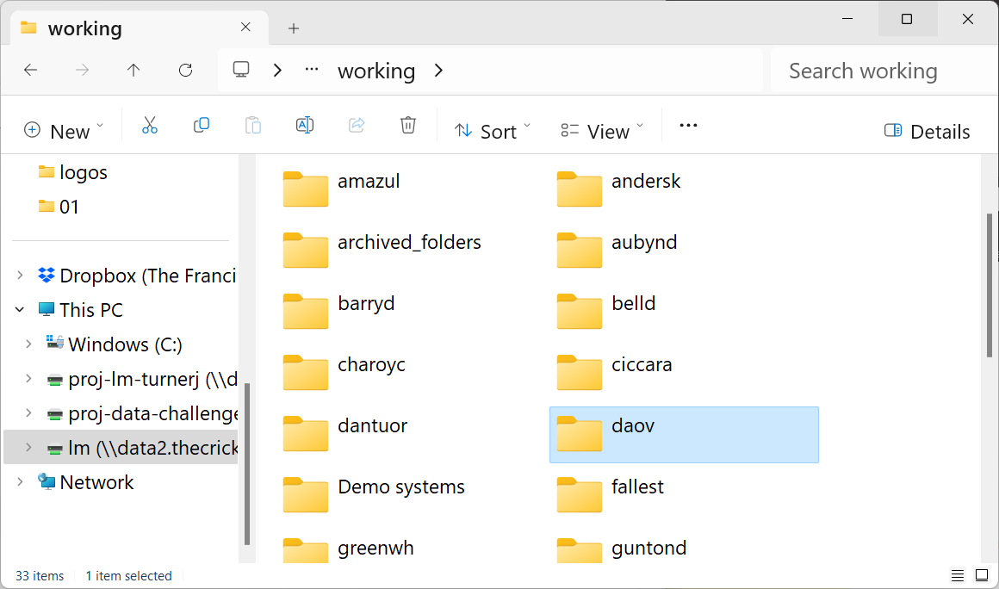 working
working
Search working
New
Sort
View
Details
logos
01
Dropbox (The Franci
This PC
Windows (C:)
proj-lm-turnerj (\\d
proj-data-challenge
lm (\\data2.thecrick
Network
amazul
andersk
archived_folders
aubynd
barryd
belld
charoyc
ciccara
dantuor
daov
Demo systems
fallest
greenwh
guntond
33 items
1 item selected